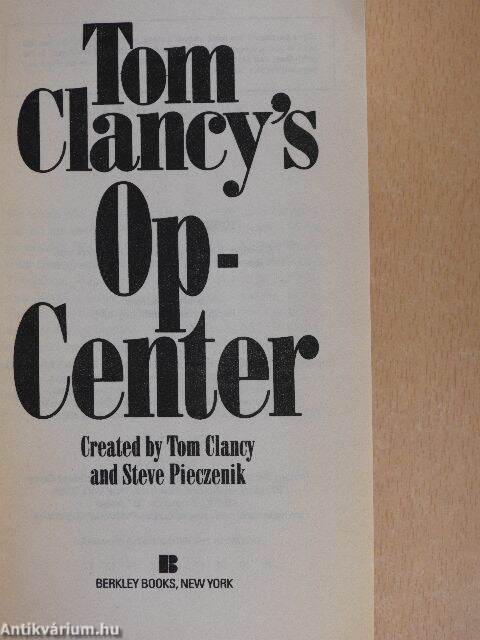 Tom
Clancy's
Op-
Center
Created by Tom Clancy
and Steve Pieczenik
B
BERKLEY BOOKS, NEW YORK
Antikvárium.hu